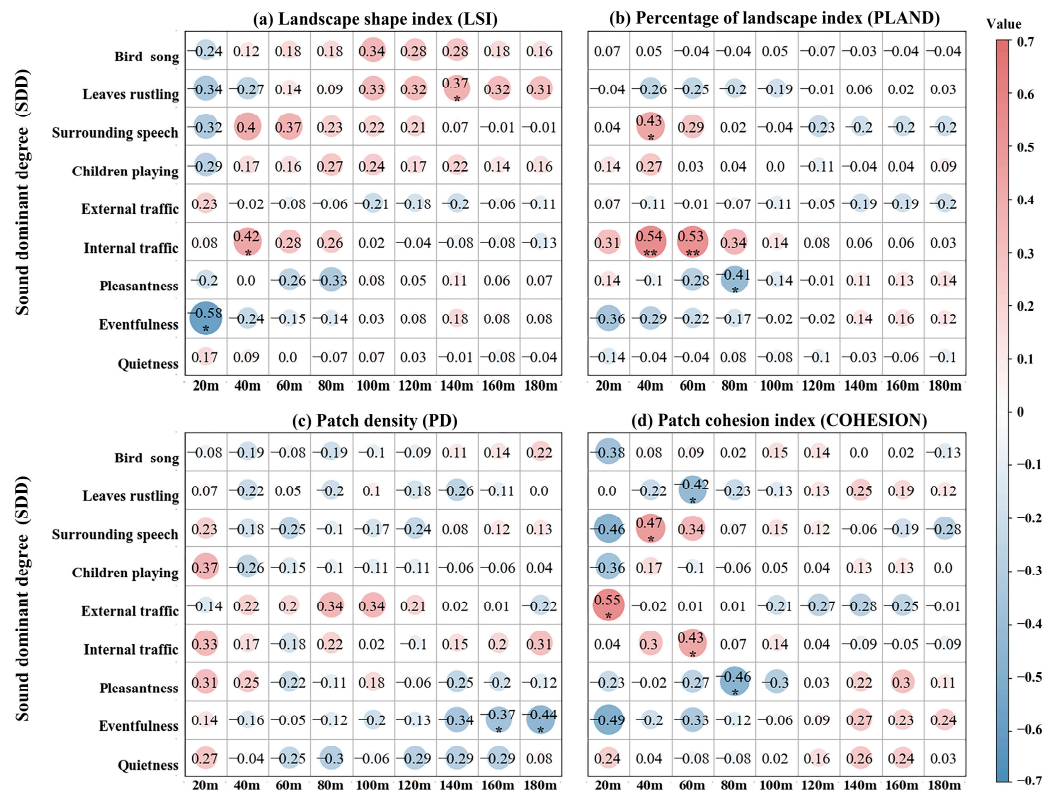 (a) Landscape shape index (LSI)
(b) Percentage of landscape index (PLAND)
Value
Sound dominant degree (SDD)
Bird song −0.24 0.12 0.18 0.18 0.34 0.28 0.28 0.18 0.16 0.07 0.05 −0.04 −0.04 0.05 −0.07 −0.03 −0.04 −0.04
Leaves rustling −0.34 −0.27 0.14 0.09 0.33 0.32 0.37 * 0.32 0.31 −0.04 −0.26 −0.25 −0.2 −0.19 −0.01 0.06 0.02 0.03
Surrounding speech −0.32 0.4 0.37 0.23 0.22 0.21 0.07 −0.01 −0.01 0.04 0.43 * 0.29 0.02 −0.04 −0.23 −0.2 −0.2 −0.2
Children playing −0.29 0.17 0.16 0.27 0.24 0.17 0.22 0.14 0.16 0.14 0.27 0.03 0.04 0.0 −0.11 −0.04 0.04 0.09
External traffic 0.23 −0.02 −0.08 −0.06 −0.21 −0.18 −0.2 −0.06 −0.11 0.07 −0.11 −0.01 −0.07 −0.11 −0.05 −0.19 −0.19 −0.2
Internal traffic 0.08 0.42 * 0.28 0.26 0.02 −0.04 −0.08 −0.08 −0.13 0.31 0.54 ** 0.53 ** 0.34 0.14 0.08 0.06 0.06 0.03
Pleasantness −0.2 0.0 −0.26 −0.33 0.08 0.05 0.11 0.06 0.07 0.14 −0.1 −0.28 −0.41 * −0.14 −0.01 0.11 0.13 0.14
Eventfulness −0.58 * −0.24 −0.15 −0.14 0.03 0.08 0.18 0.08 0.08 −0.36 −0.29 −0.22 −0.17 −0.02 −0.02 0.14 0.16 0.12
Quietness 0.17 0.09 0.0 −0.07 0.07 0.03 −0.01 −0.08 −0.04 −0.14 −0.04 −0.04 0.08 −0.08 −0.1 −0.03 −0.06 −0.1
20m 40m 60m 80m 100m 120m 140m 160m 180m 20m 40m 60m 80m 100m 120m 140m 160m 180m
(c) Patch density (PD)
(d) Patch cohesion index (COHESION)
Sound dominant degree (SDD)
Bird song −0.08 −0.19 −0.08 −0.19 −0.1 −0.09 0.11 0.14 0.22 −0.38 0.08 0.09 0.02 0.15 0.14 0.0 0.02 −0.13
Leaves rustling 0.07 −0.22 0.05 −0.2 0.1 −0.18 −0.26 −0.11 0.0 0.0 −0.22 −0.42 * −0.23 −0.13 0.13 0.25 0.19 0.12
Surrounding speech 0.23 −0.18 −0.25 −0.1 −0.17 −0.24 0.08 0.12 0.13 −0.46 0.47 * 0.34 0.07 0.15 0.12 −0.06 −0.19 −0.28
Children playing 0.37 −0.26 −0.15 −0.1 −0.11 −0.11 −0.06 −0.06 0.04 −0.36 0.17 −0.1 −0.06 0.05 0.04 0.13 0.13 0.0
External traffic −0.14 0.22 0.2 0.34 0.34 0.21 0.02 0.01 −0.22 0.55 * −0.02 0.01 0.01 −0.21 −0.27 −0.28 −0.25 −0.01
Internal traffic 0.33 0.17 −0.18 0.22 0.02 −0.1 0.15 0.2 0.31 0.04 0.3 0.43 * 0.07 0.14 0.04 −0.09 −0.05 −0.09
Pleasantness 0.31 0.25 −0.22 −0.11 0.18 −0.06 −0.25 −0.2 −0.12 −0.23 −0.02 −0.27 −0.46 * −0.3 0.03 0.22 0.3 0.11
Eventfulness 0.14 −0.16 −0.05 −0.12 −0.2 −0.13 −0.34 −0.37 * −0.44 * −0.49 −0.2 −0.33 −0.12 −0.06 0.09 0.27 0.23 0.24
Quietness 0.27 −0.04 −0.25 −0.3 −0.06 −0.29 −0.29 −0.29 0.08 0.24 0.04 −0.08 −0.08 0.02 0.16 0.26 0.24 0.03
20m 40m 60m 80m 100m 120m 140m 160m 180m 20m 40m 60m 80m 100m 120m 140m 160m 180m
0.7
0.6
0.5
0.4
0.3
0.2
0.1
0
−0.1
−0.2
−0.3
−0.4
−0.5
−0.6
−0.7